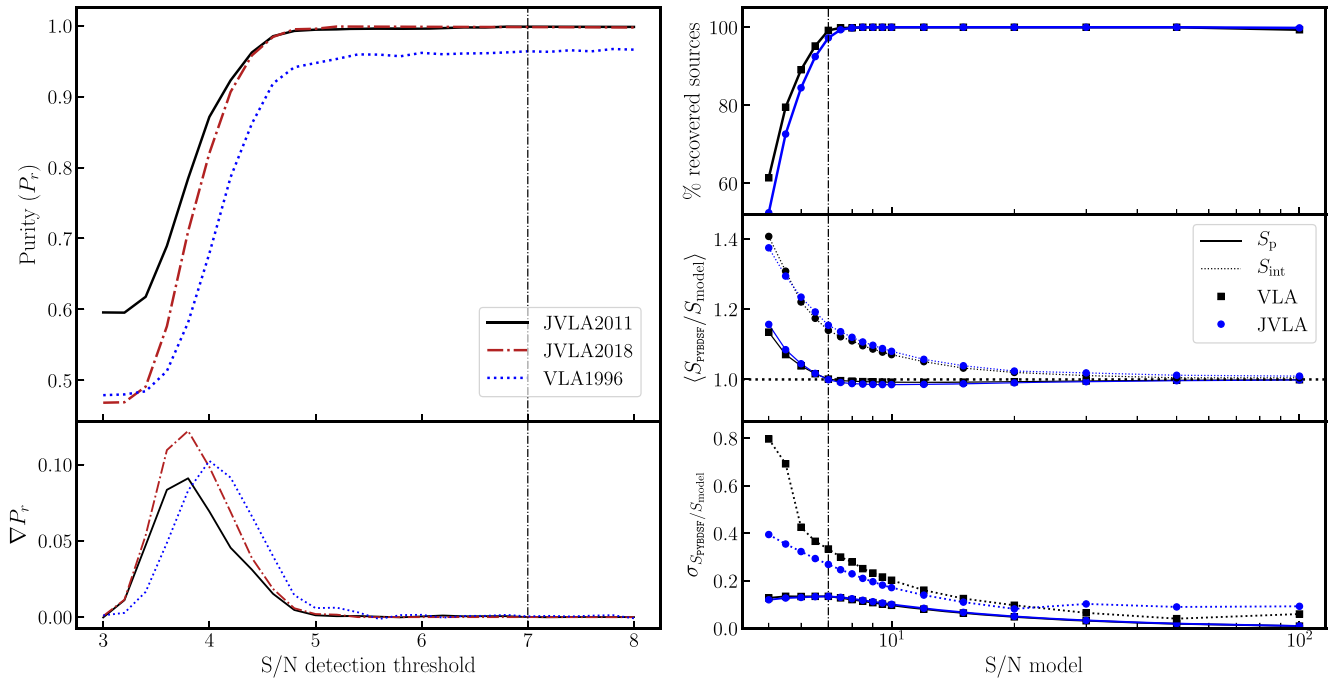 1.0
0.9
0.8
0.7
0.6
0.5
Purity (P_r)
JVLA2011
JVLA2018
VLA1996
0.10
0.05
0.00
∇P_r
3 4 5 6 7 8
S/N detection threshold
100
80
60
% recovered sources
1.4
1.2
1.0
⟨S_PYBDSF/S_model⟩
S_p
S_int
VLA
JVLA
0.8
0.6
0.4
0.2
0.0
σ_S_PYBDSF/S_model
10^1 10^2
S/N model